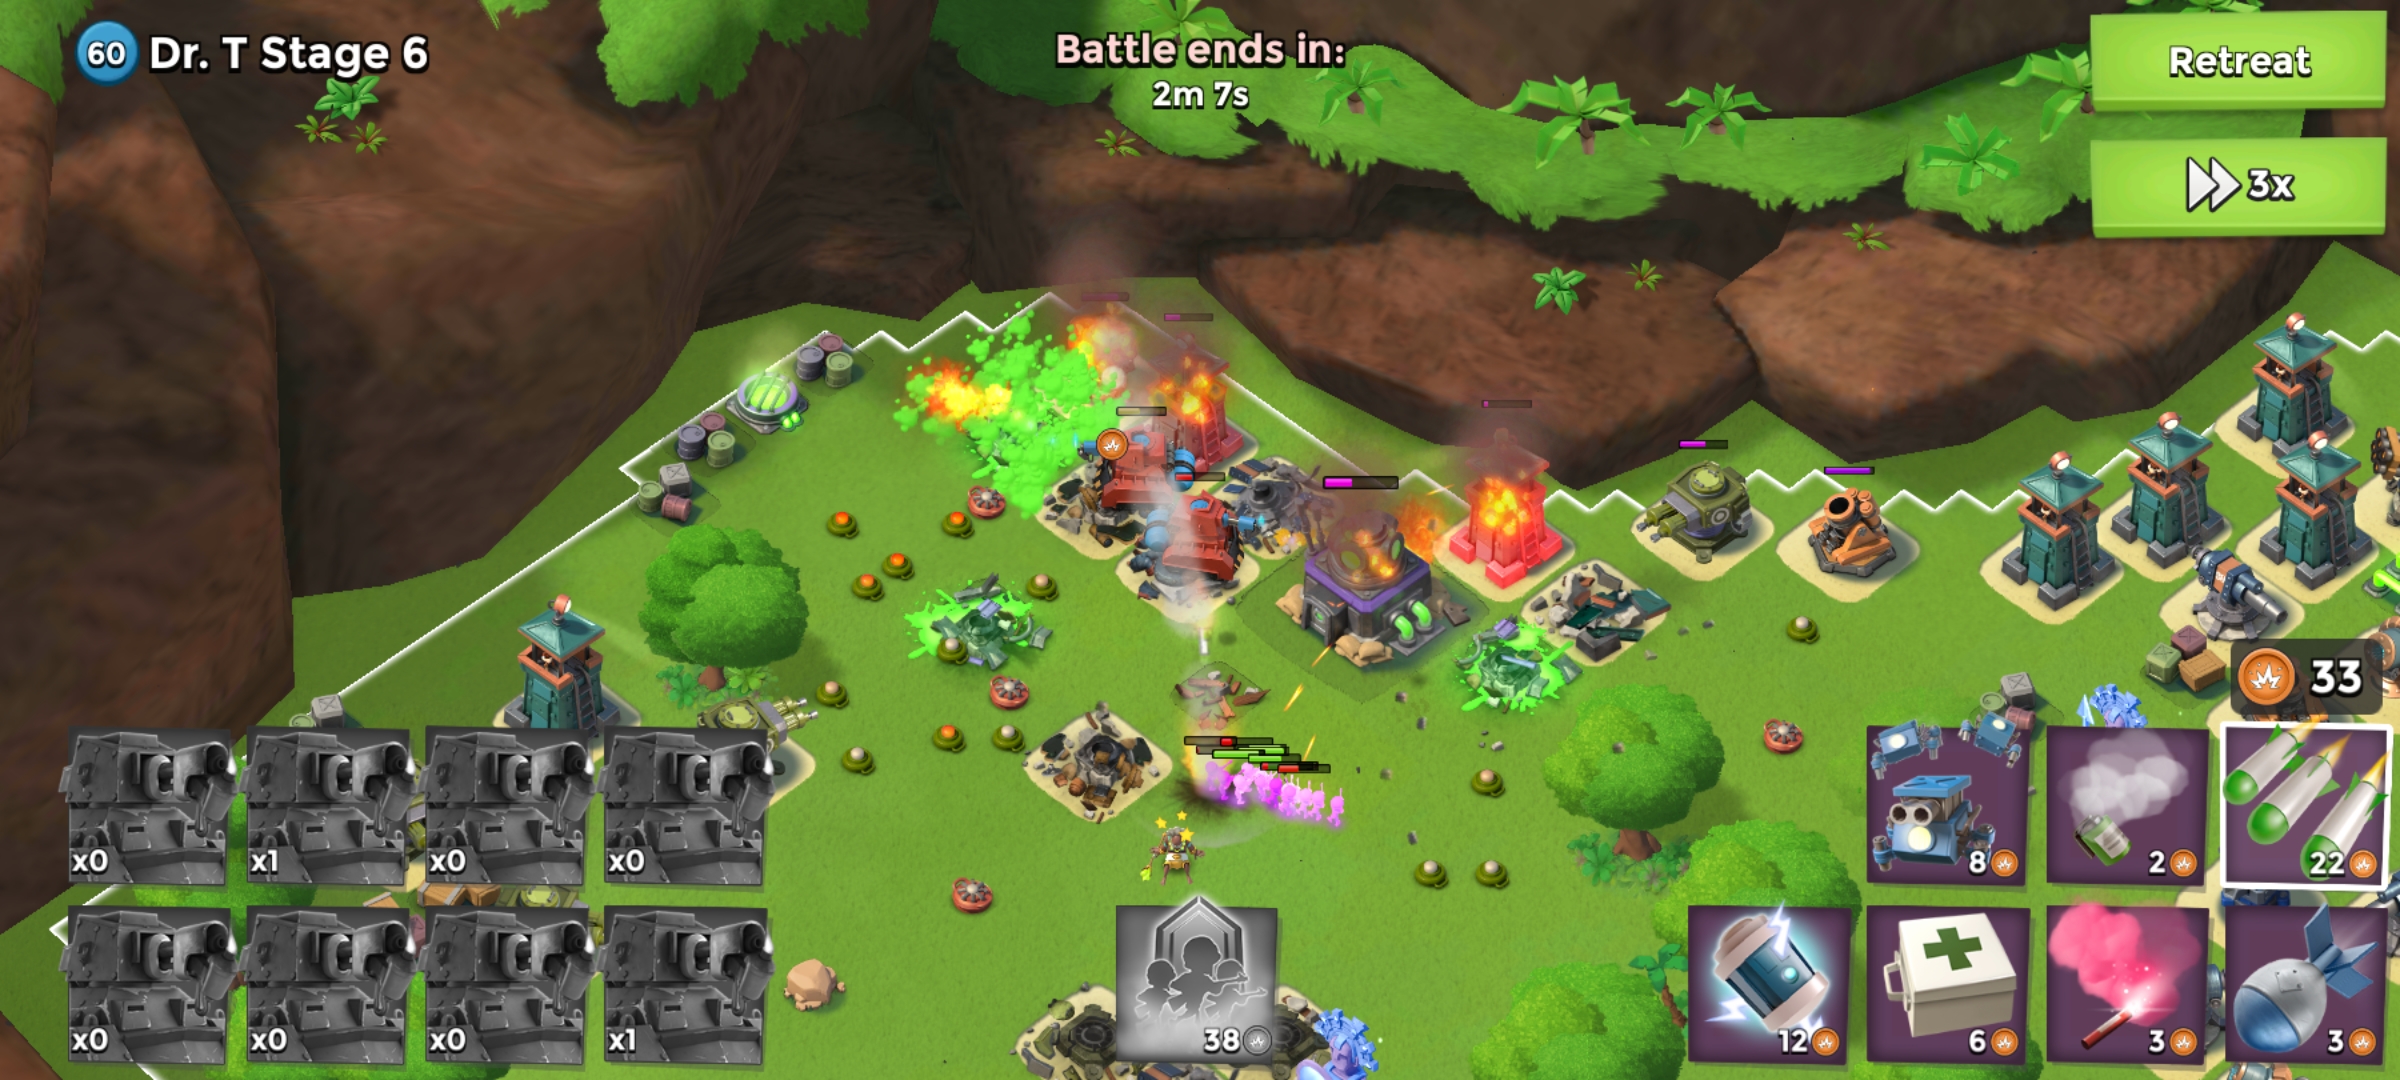 60 Dr. T Stage 6
Battle ends in:
2m 7s
Retreat
3x
33
x0
x1
x0
x0
8
2
22
x0
x0
x0
x1
38
12
6
3
3